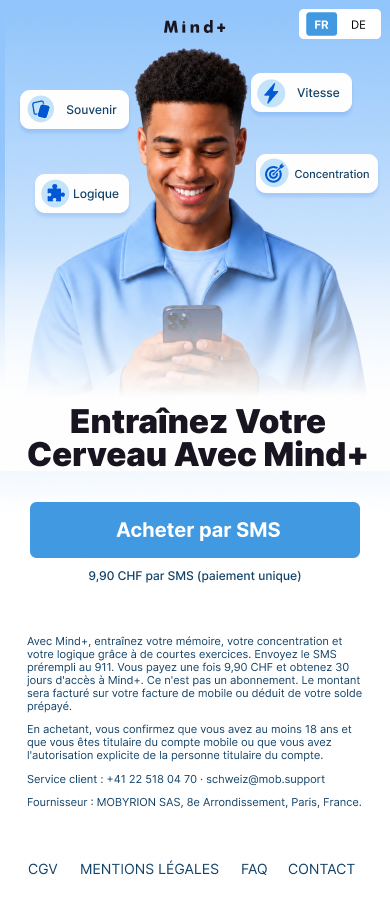 Mind+
FR DE
Souvenir
Vitesse
Concentration
Logique
Entraînez Votre
Cerveau Avec Mind+
Acheter par SMS
9,90 CHF par SMS (paiement unique)
Avec Mind+, entraînez votre mémoire, votre concentration et
votre logique grâce à de courtes exercices. Envoyez le SMS
prérempli au 911. Vous payez une fois 9,90 CHF et obtenez 30
jours d'accès à Mind+. Ce n'est pas un abonnement. Le montant
sera facturé sur votre facture de mobile ou déduit de votre solde
prépayé.
En achetant, vous confirmez que vous avez au moins 18 ans et
que vous êtes titulaire du compte mobile ou que vous avez
l'autorisation explicite de la personne titulaire du compte.
Service client : +41 22 518 04 70 · schweiz@mob.support
Fournisseur : MOBYRION SAS, 8e Arrondissement, Paris, France.
CGV MENTIONS LÉGALES FAQ CONTACT